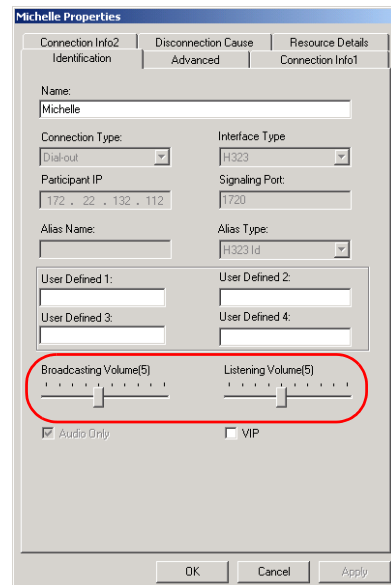 Michelle Properties
Connection Info2 Disconnection Cause Resource Details
Identification Advanced Connection Info1
Name:
Michelle
Connection Type: Interface Type
Dial-out H323
Participant IP Signaling Port:
172 . 22 . 132 . 112 1720
Alias Name: Alias Type:
H323 Id
User Defined 1: User Defined 2:
User Defined 3: User Defined 4:
Broadcasting Volume(5) Listening Volume(5)
Audio Only VIP
OK Cancel Apply